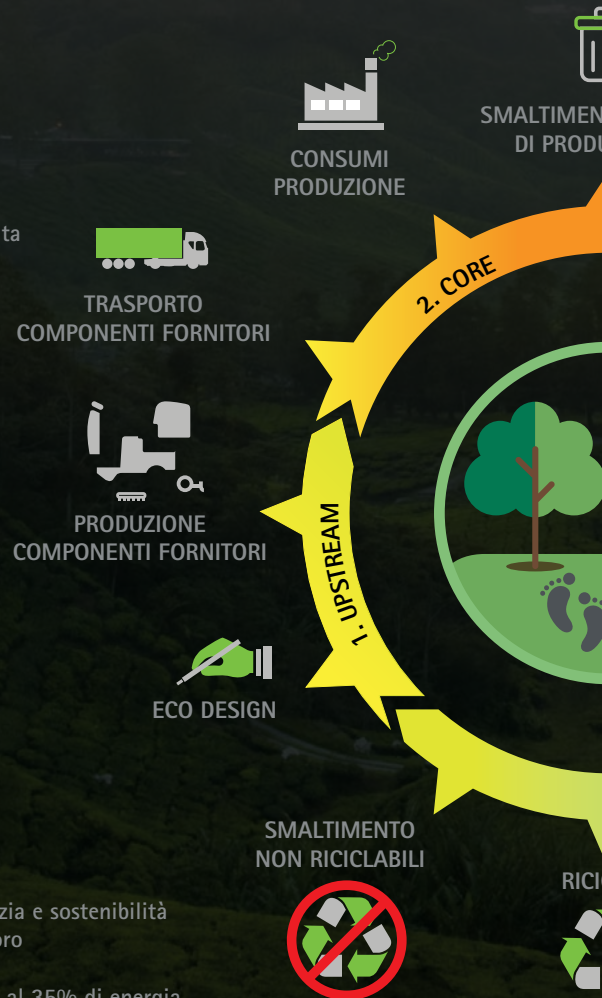 SMALTIMEN
DI PRODU
CONSUMI
PRODUZIONE
ta
TRASPORTO
COMPONENTI FORNITORI
2. CORE
PRODUZIONE
COMPONENTI FORNITORI
1. UPSTREAM
ECO DESIGN
SMALTIMENTO
NON RICICLABILI
RICI
zia e sostenibilità
oro
al 35% di energia